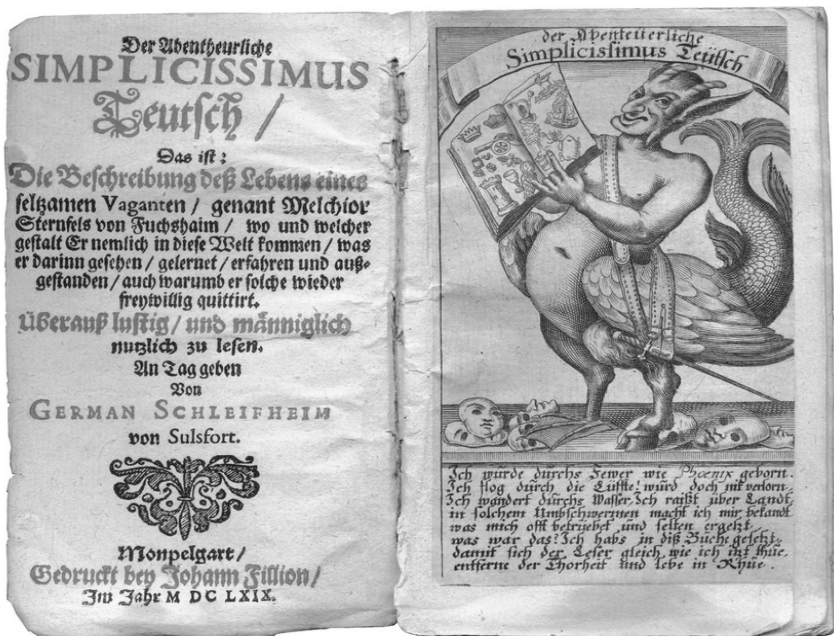 Der Abentheurliche
SIMPLICISSIMUS
Teutsch /
Das ist:
Die Beschreibung deß Lebens eines
seltzamen Vaganten / genant Melchior
Sternfels von Fuchshaim / wo und welcher
gestalt Er nemlich in diese Welt kommen / was
er darinn gesehen / gelernet / erfahren und auß-
gestanden / auch warumb er solche wieder
freywillig quittirt.
Überauß lustig / und männiglich
nutzlich zu lesen.
An Tag geben
Von
GERMAN SCHLEIFHEIM
von Sulsfort.
Monpelgart /
Gedruckt bey Johann Fillion /
Im Jahr M DC LXIX.
der Abenteuerliche
Simplicissimus Teütsch
Ich wurde durchs Fewer wie Phœnix geborn.
Ich flog durch die Lüffte! wurd doch nit verlorn.
Ich wandert durchs Wasser, Ich raißt über Landt,
in solchem Umbschwermen macht ich mir bekandt
was mich offt betrüebet und selten ergetzt,
was war das? Ich habs in diß Buche gesetzt,
damit sich der Leser gleich, wie ich itzt thue,
entferne der Thorheit und lebe in Rhue.